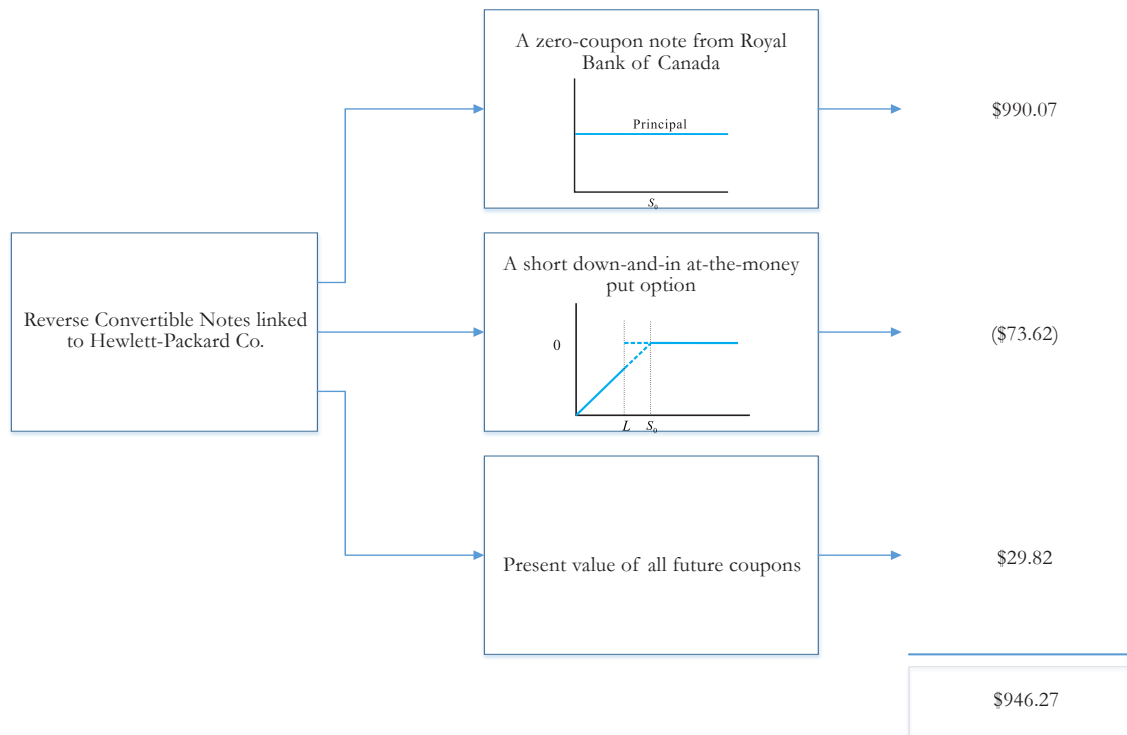 A zero-coupon note from Royal
Bank of Canada
Principal
S₀
$990.07
Reverse Convertible Notes linked
to Hewlett-Packard Co.
A short down-and-in at-the-money
put option
0
L S₀
($73.62)
Present value of all future coupons
$29.82
$946.27